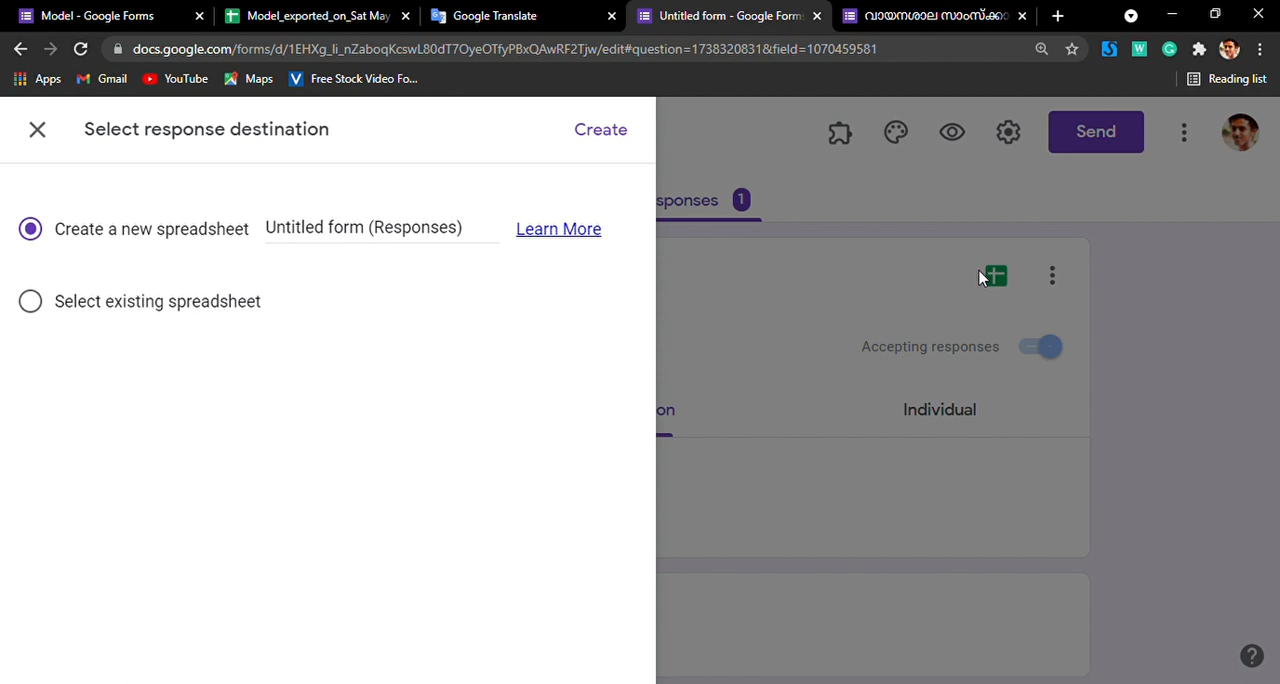 Model - Google Forms
Model_exported_on_Sat May
Google Translate
Untitled form - Google Forms
വായനശാല സാംസ്ക്കാ
docs.google.com/forms/d/1EHXg_li_nZaboqKcswL80dT7OyeOTfyPBxQAwRF2Tjw/edit#question=1738320831&field=1070459581
Apps
Gmail
YouTube
Maps
Free Stock Video Fo...
Reading list
Select response destination
Create
Send
sponses 1
Create a new spreadsheet
Untitled form (Responses)
Learn More
Select existing spreadsheet
Accepting responses
on
Individual